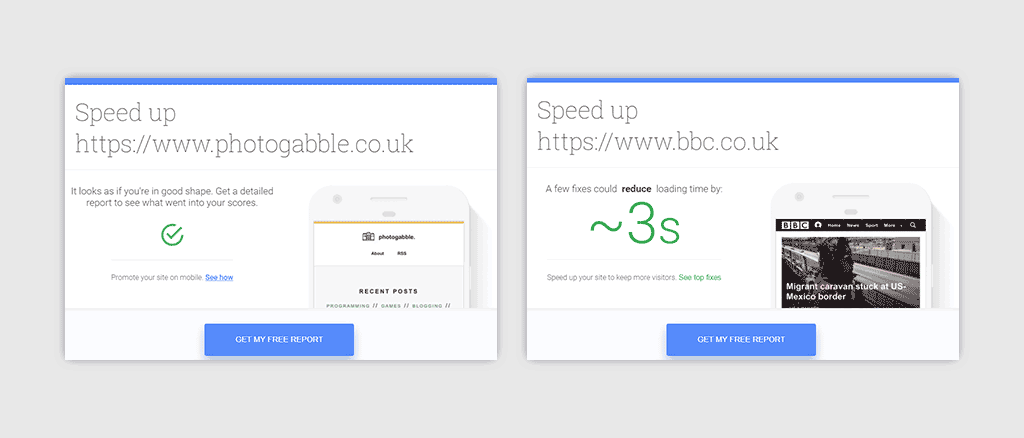 Speed up
https://www.photogabble.co.uk
It looks as if you're in good shape. Get a detailed
report to see what went into your scores.
Promote your site on mobile. See how
photogabble.
About RSS
RECENT POSTS
PROGRAMMING // GAMES // BLOGGING //
GET MY FREE REPORT
Speed up
https://www.bbc.co.uk
A few fixes could reduce loading time by:
~3s
Speed up your site to keep more visitors. See top fixes
BBC Home News Sport More
Migrant caravan stuck at US-
Mexico border
GET MY FREE REPORT